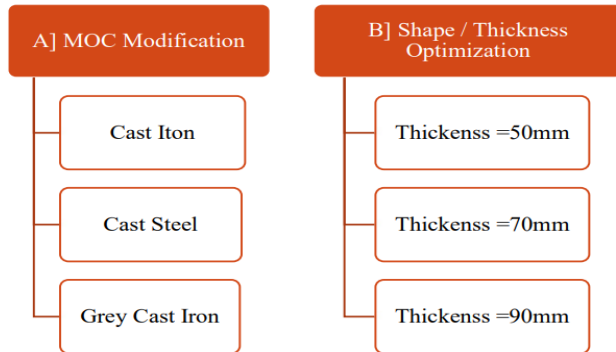 A] MOC Modification
Cast Iton
Cast Steel
Grey Cast Iron
B] Shape / Thickness
Optimization
Thickenss =50mm
Thickenss =70mm
Thickenss =90mm